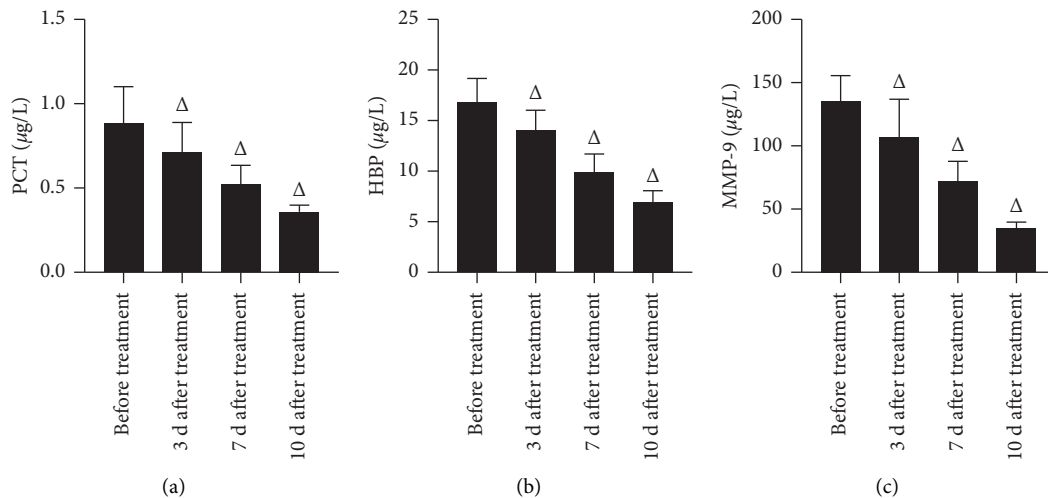 1.5
1.0
0.5
0.0
PCT (μg/L)
Δ
Δ
Δ
Before treatment
3 d after treatment
7 d after treatment
10 d after treatment
(a)
25
20
15
10
5
0
HBP (μg/L)
Δ
Δ
Δ
Before treatment
3 d after treatment
7 d after treatment
10 d after treatment
(b)
200
150
100
50
0
MMP-9 (μg/L)
Δ
Δ
Δ
Before treatment
3 d after treatment
7 d after treatment
10 d after treatment
(c)